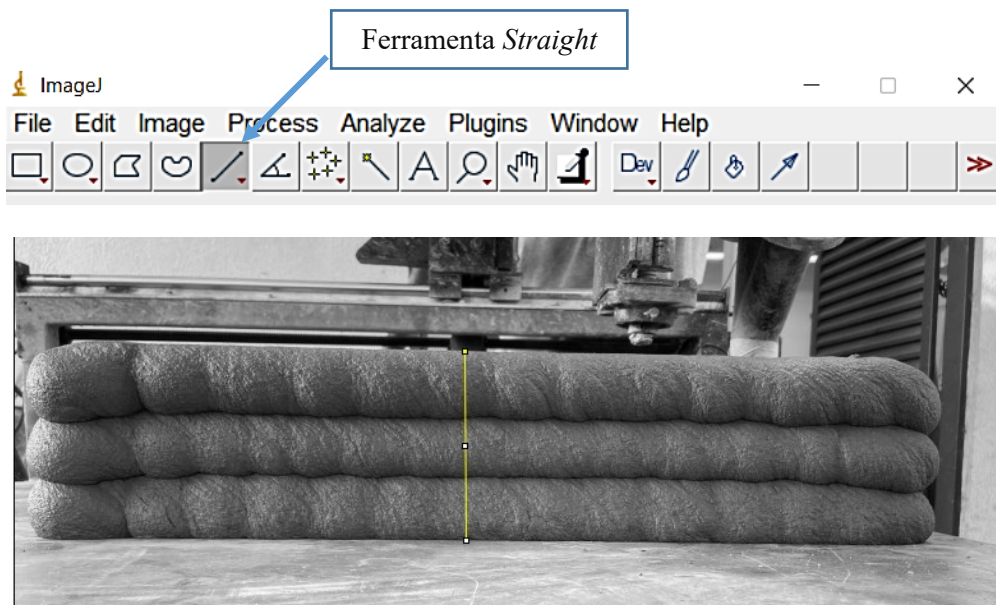 Ferramenta Straight
ImageJ
File Edit Image Process Analyze Plugins Window Help
A Dev